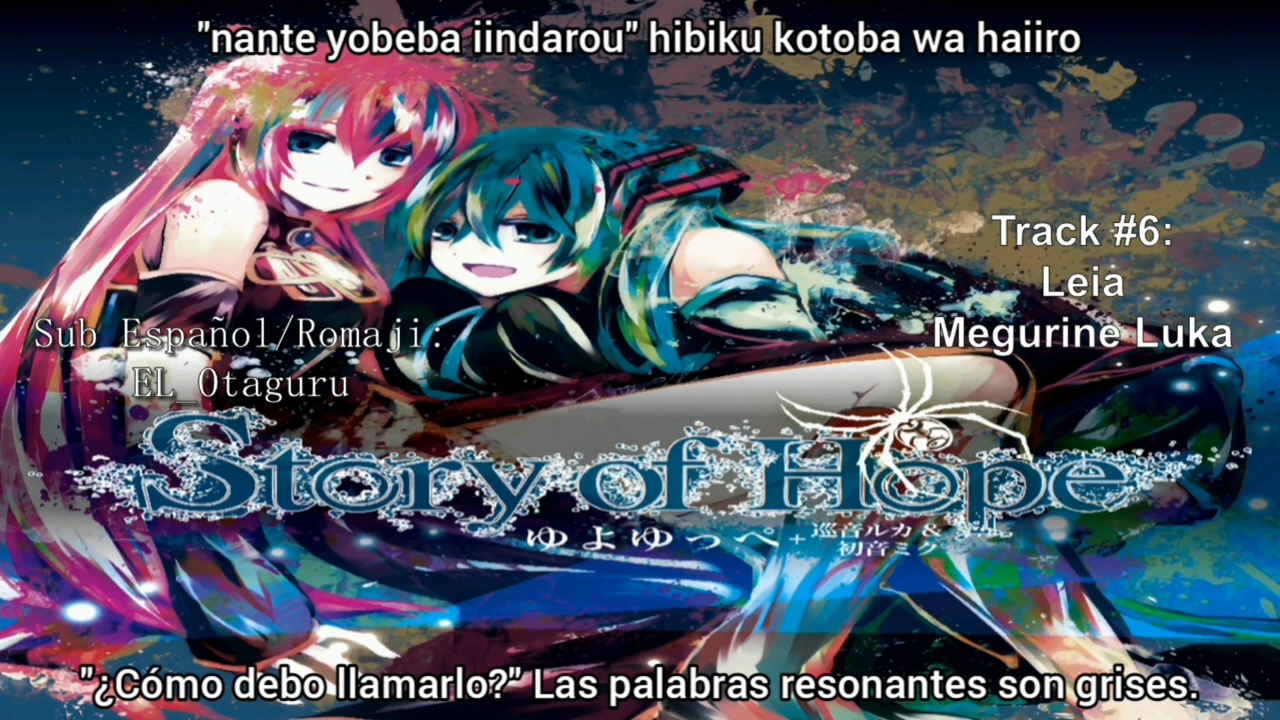 "nante yobeba iindarou" hibiku kotoba wa haiiro
Track #6:
Leia
Megurine Luka
Sub Español/Romaji:
EL_Otaguru
Story of Hope
ゆよゆっぺ+巡音ルカ &
初音ミク
"¿Cómo debo llamarlo?" Las palabras resonantes son grises.